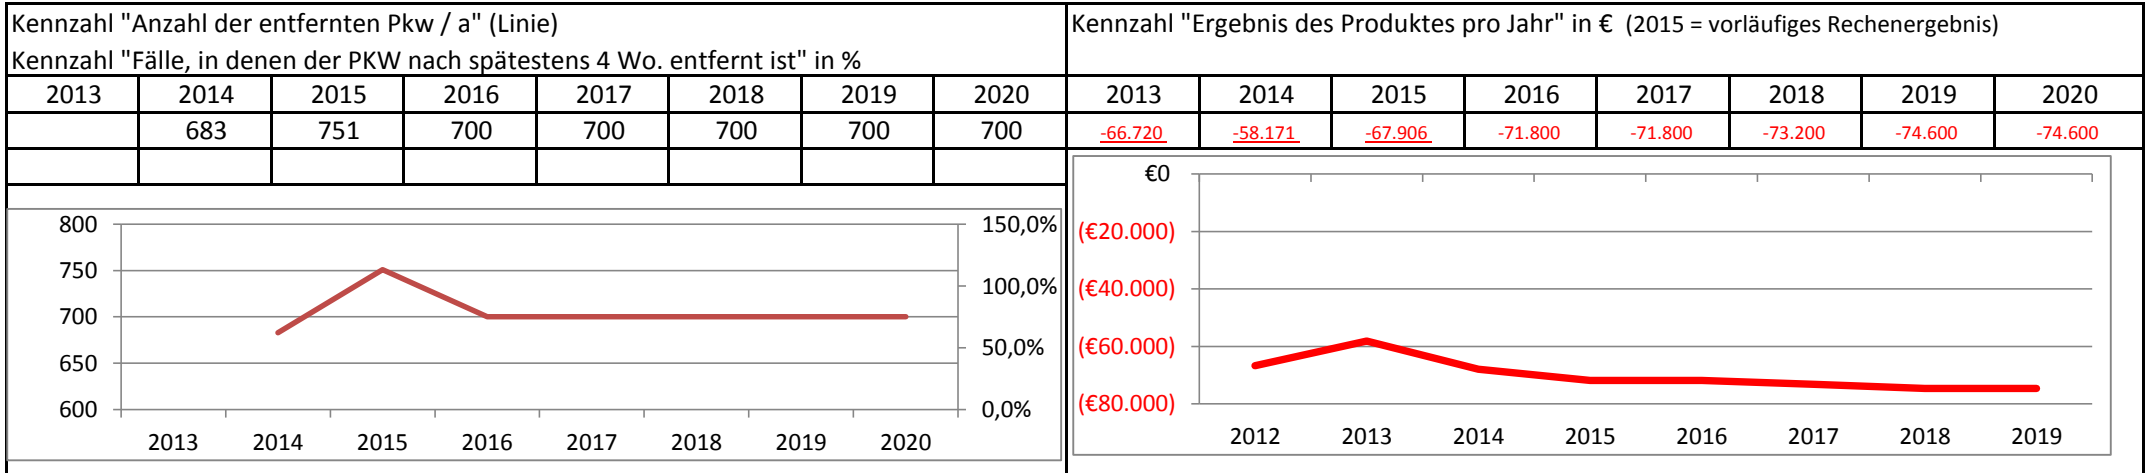 Kennzahl "Anzahl der entfernten Pkw / a" (Linie)
Kennzahl "Fälle, in denen der PKW nach spätestens 4 Wo. entfernt ist" in %
2013 2014 2015 2016 2017 2018 2019 2020
683 751 700 700 700 700 700
800
750
700
650
600
150,0%
100,0%
50,0%
0,0%
2013 2014 2015 2016 2017 2018 2019 2020
Kennzahl "Ergebnis des Produktes pro Jahr" in € (2015 = vorläufiges Rechenergebnis)
2013 2014 2015 2016 2017 2018 2019 2020
-66.720 -58.171 -67.906 -71.800 -71.800 -73.200 -74.600 -74.600
€0
(€20.000)
(€40.000)
(€60.000)
(€80.000)
2012 2013 2014 2015 2016 2017 2018 2019